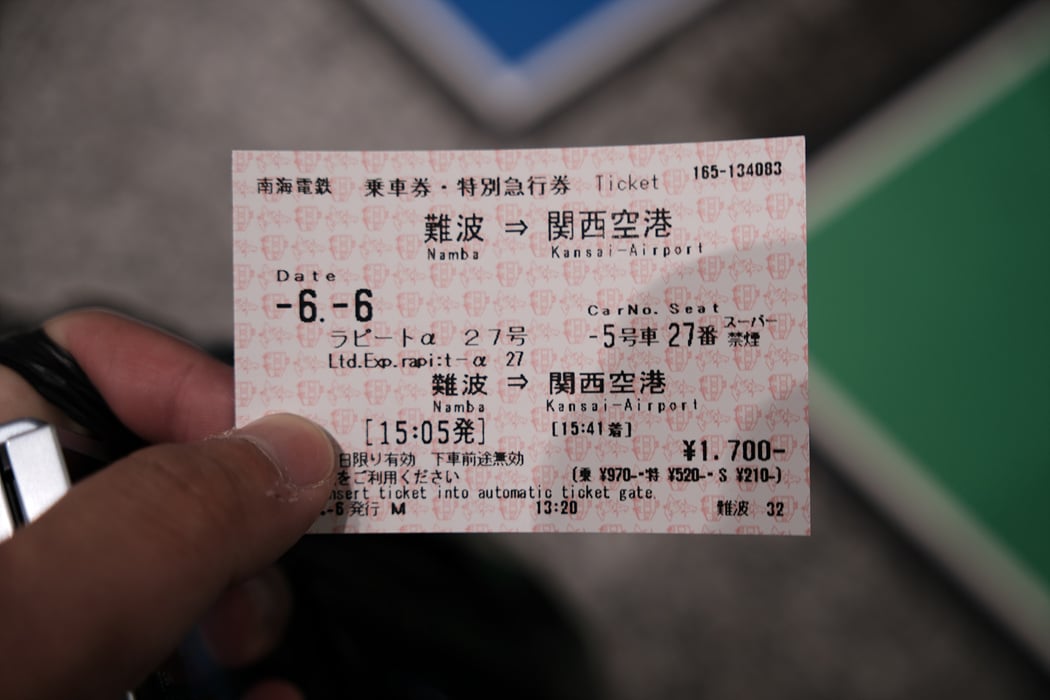 南海電鉄 乗車券・特別急行券 Ticket 165-134083
難波 ⇒ 関西空港
Namba Kansai-Airport
Date
-6.-6
CarNo. Seat
ラピートα 27号 -5号車 27番 スーパー禁煙
Ltd.Exp.rapi:t-α 27
難波 ⇒ 関西空港
Namba Kansai-Airport
[15:05発] [15:41着]
¥1.700-
日限り有効 下車前途無効
をご利用ください (乗 ¥970-・特 ¥520-・S ¥210-)
nsert ticket into automatic ticket gate.
.-6発行 M 13:20 難波 32